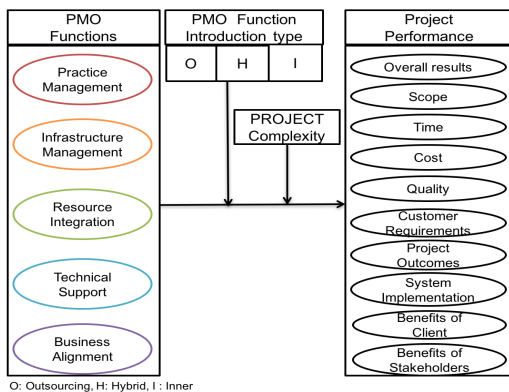 PMO
Functions
Practice
Management
Infrastructure
Management
Resource
Integration
Technical
Support
Business
Alignment
PMO Function
Introduction type
O H I
PROJECT
Complexity
Project
Performance
Overall results
Scope
Time
Cost
Quality
Customer
Requirements
Project
Outcomes
System
Implementation
Benefits of
Client
Benefits of
Stakeholders
O: Outsourcing, H: Hybrid, I : Inner